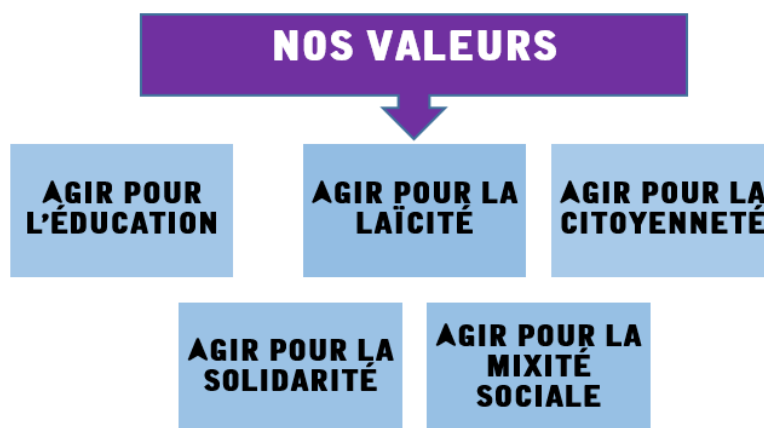 NOS VALEURS
AGIR POUR
L'ÉDUCATION
AGIR POUR LA
LAÏCITÉ
AGIR POUR LA
CITOYENNETÉ
AGIR POUR LA
SOLIDARITÉ
AGIR POUR LA
MIXITÉ
SOCIALE